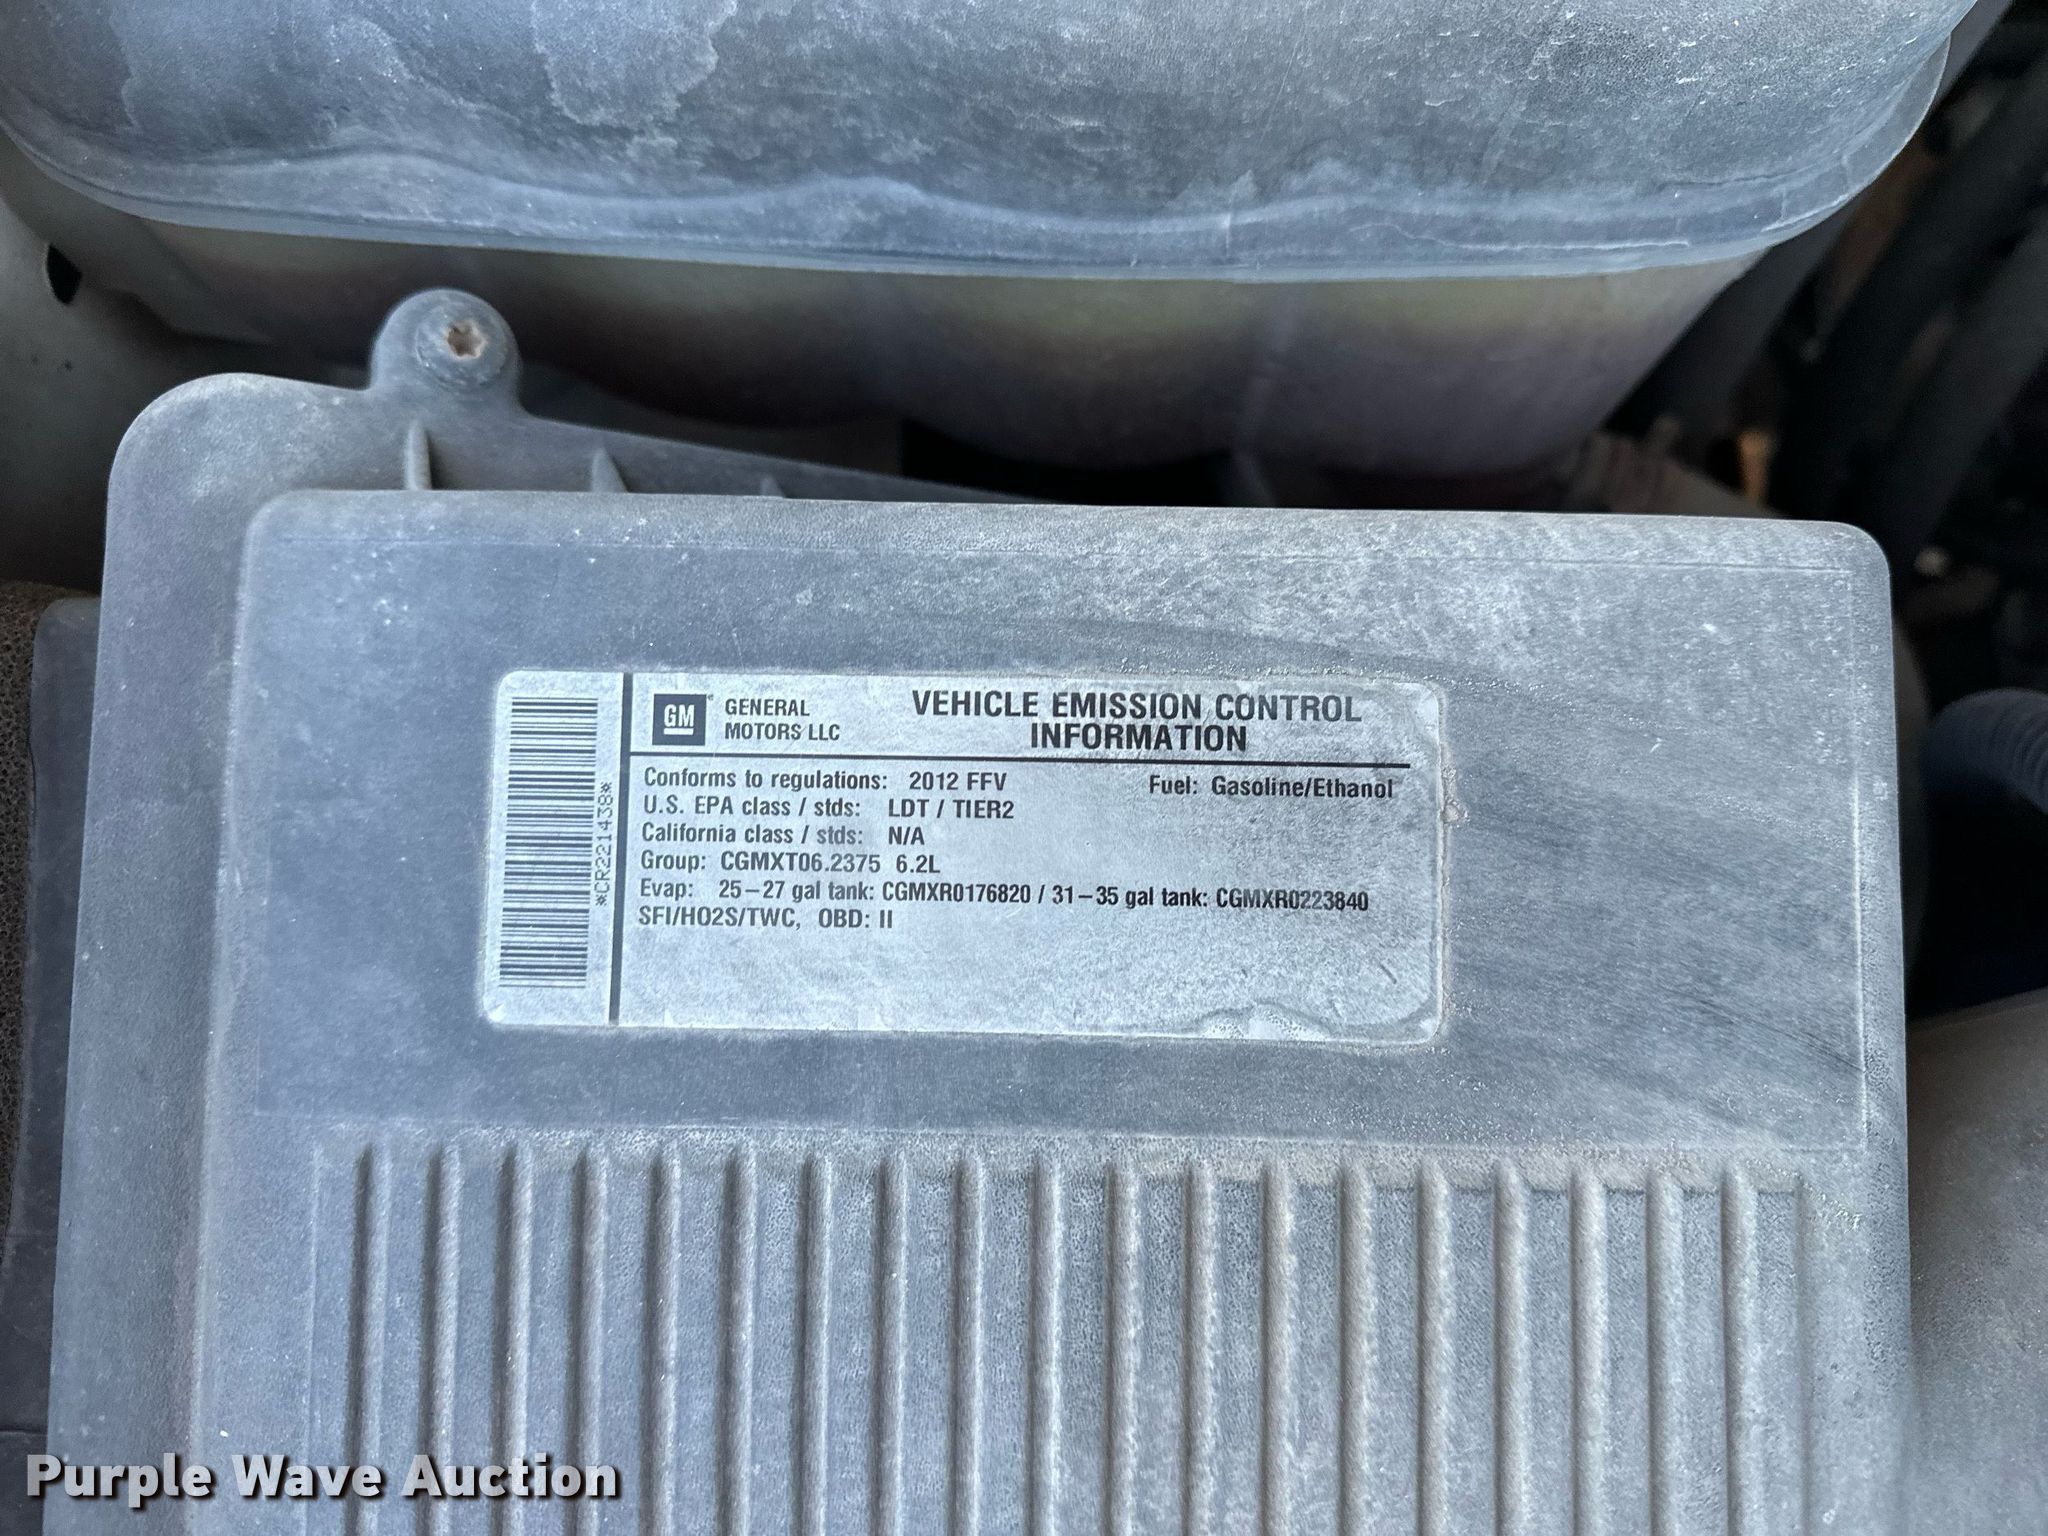 GM
GENERAL
MOTORS LLC
VEHICLE EMISSION CONTROL
INFORMATION
Conforms to regulations: 2012 FFV Fuel: Gasoline/Ethanol
U.S. EPA class / stds: LDT / TIER2
California class / stds: N/A
Group: CGMXT06.2375 6.2L
Evap: 25-27 gal tank: CGMXR0176820 / 31-35 gal tank: CGMXR0223840
SFI/HO2S/TWC, OBD: II
*CR221438*
Purple Wave Auction